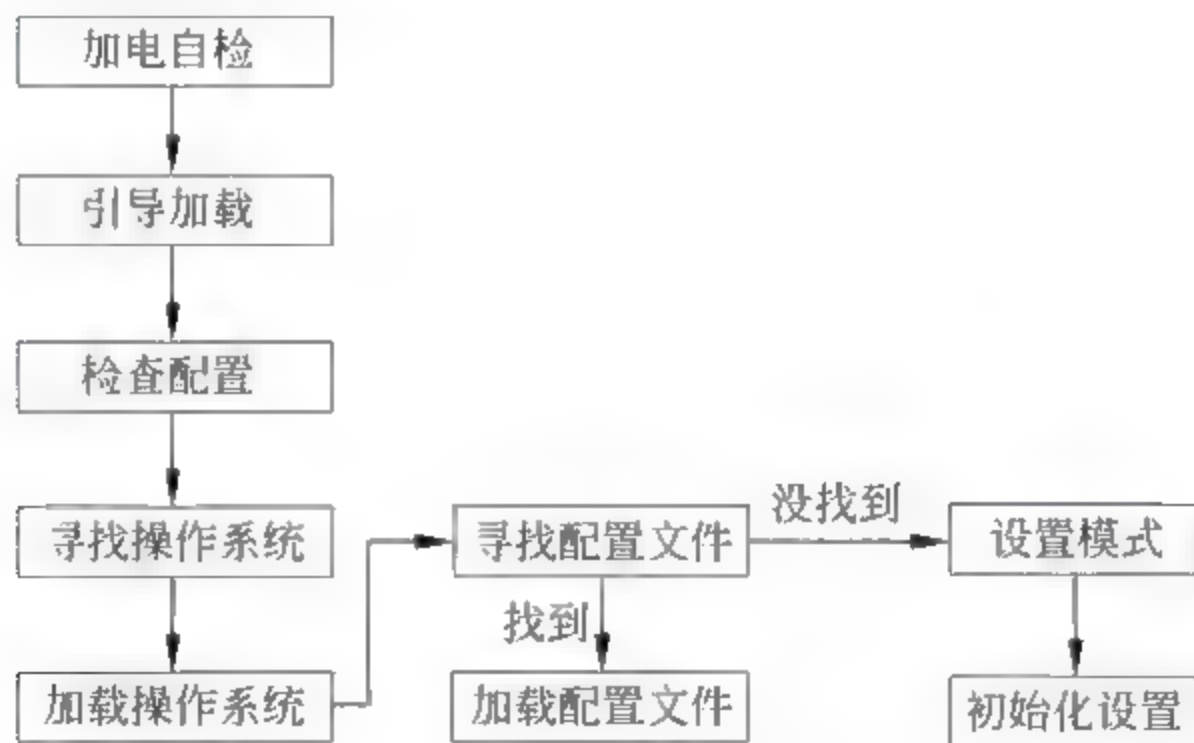 加电自检
引导加载
检查配置
寻找操作系统
加载操作系统
寻找配置文件
没找到
设置模式
找到
加载配置文件
初始化设置